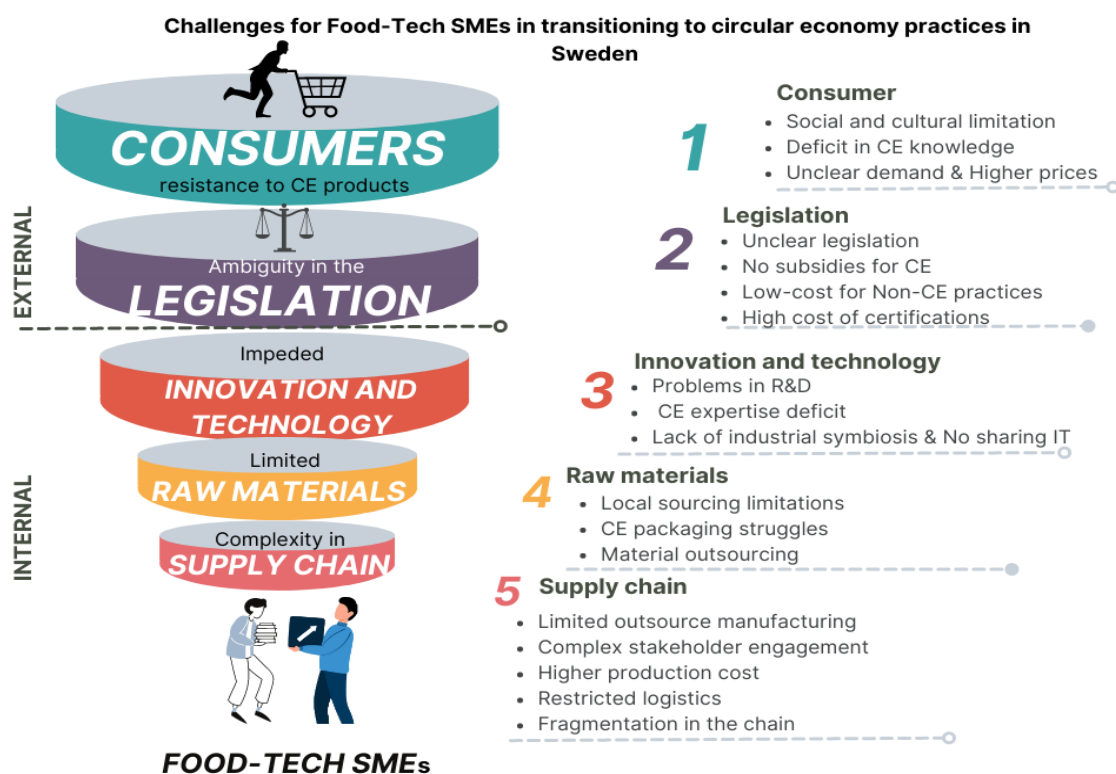 Challenges for Food-Tech SMEs in transitioning to circular economy practices in
Sweden
CONSUMERS
resistance to CE products
EXTERNAL
Ambiguity in the
LEGISLATION
Impeded
INNOVATION AND
TECHNOLOGY
INTERNAL
Limited
RAW MATERIALS
Complexity in
SUPPLY CHAIN
FOOD-TECH SMEs
1
Consumer
• Social and cultural limitation
• Deficit in CE knowledge
• Unclear demand & Higher prices
2
Legislation
• Unclear legislation
• No subsidies for CE
• Low-cost for Non-CE practices
• High cost of certifications
3
Innovation and technology
• Problems in R&D
• CE expertise deficit
• Lack of industrial symbiosis & No sharing IT
4
Raw materials
• Local sourcing limitations
• CE packaging struggles
• Material outsourcing
5
Supply chain
• Limited outsource manufacturing
• Complex stakeholder engagement
• Higher production cost
• Restricted logistics
• Fragmentation in the chain